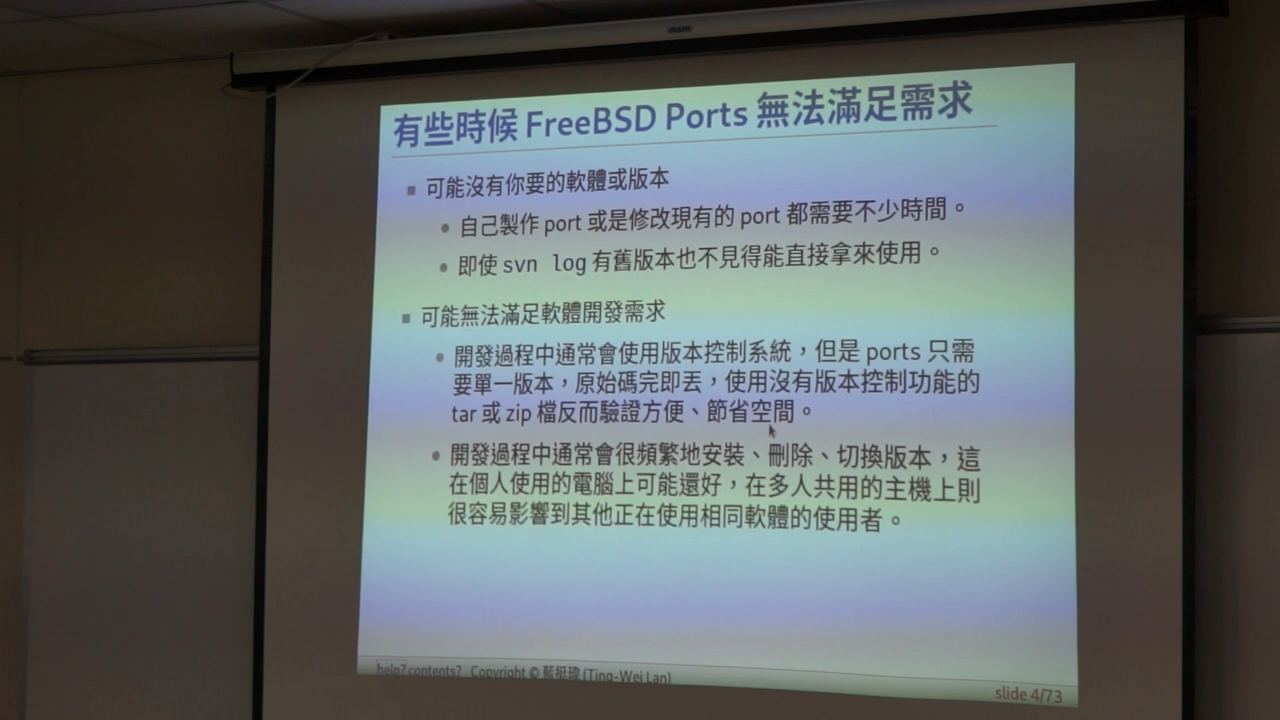 有些時候 FreeBSD Ports 無法滿足需求
可能沒有你要的軟體或版本
自己製作 port 或是修改現有的 port 都需要不少時間。
即使 svn log 有舊版本也不見得能直接拿來使用。
可能無法滿足軟體開發需求
開發過程中通常會使用版本控制系統，但是 ports 只需
要單一版本，原始碼完即丟，使用沒有版本控制功能的
tar 或 zip 檔反而驗證方便、節省空間。
開發過程中通常會很頻繁地安裝、刪除、切換版本，這
在個人使用的電腦上可能還好，在多人共用的主機上則
很容易影響到其他正在使用相同軟體的使用者。
help? contents? Copyright © 藍挺瑋 (Ting-Wei Lan)
slide 4/73